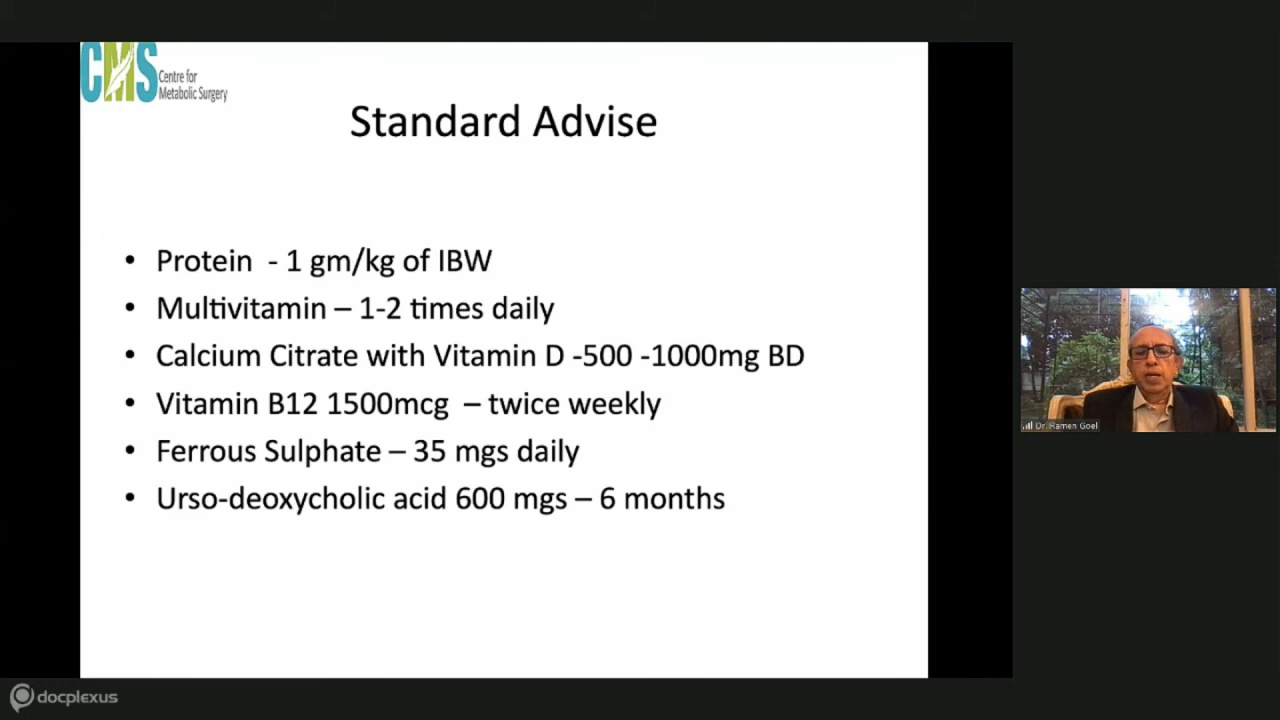 CMS
Centre for
Metabolic Surgery
Standard Advise
• Protein - 1 gm/kg of IBW
• Multivitamin – 1-2 times daily
• Calcium Citrate with Vitamin D -500 -1000mg BD
• Vitamin B12 1500mcg – twice weekly
• Ferrous Sulphate – 35 mgs daily
• Urso-deoxycholic acid 600 mgs – 6 months
Dr. Ramen Goel
docplexus